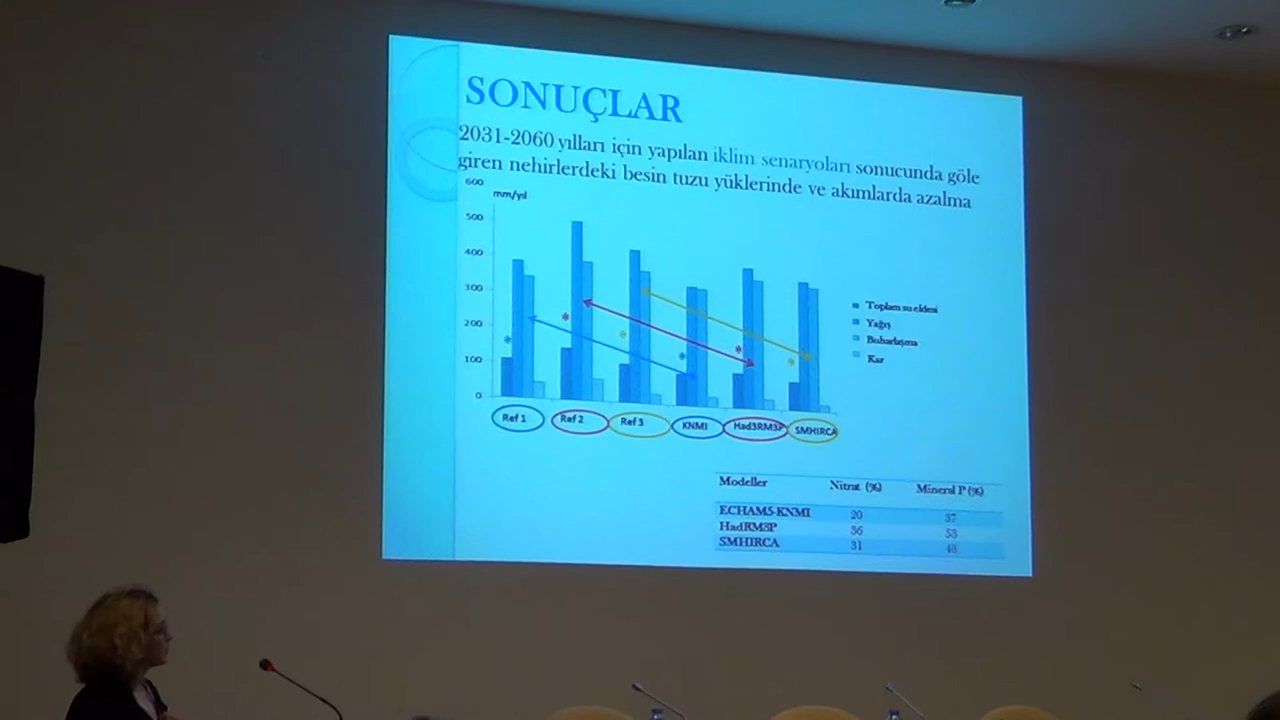 SONUÇLAR
2031-2060 yılları için yapılan iklim senaryoları sonucunda göle
giren nehirlerdeki besin tuzu yüklerinde ve akımlarda azalma
600
mm/yıl
500
400
300
200
100
0
Toplam su eldesi
Yağış
Buharlaşma
Kar
Ref 1
Ref 2
Ref 3
KNMI
Had3RM3P
SMHIRCA
Modeller Nitrat (%) Mineral P (%)
ECHAM5-KNMI 20 37
HadRM3P 36 53
SMHIRCA 31 48